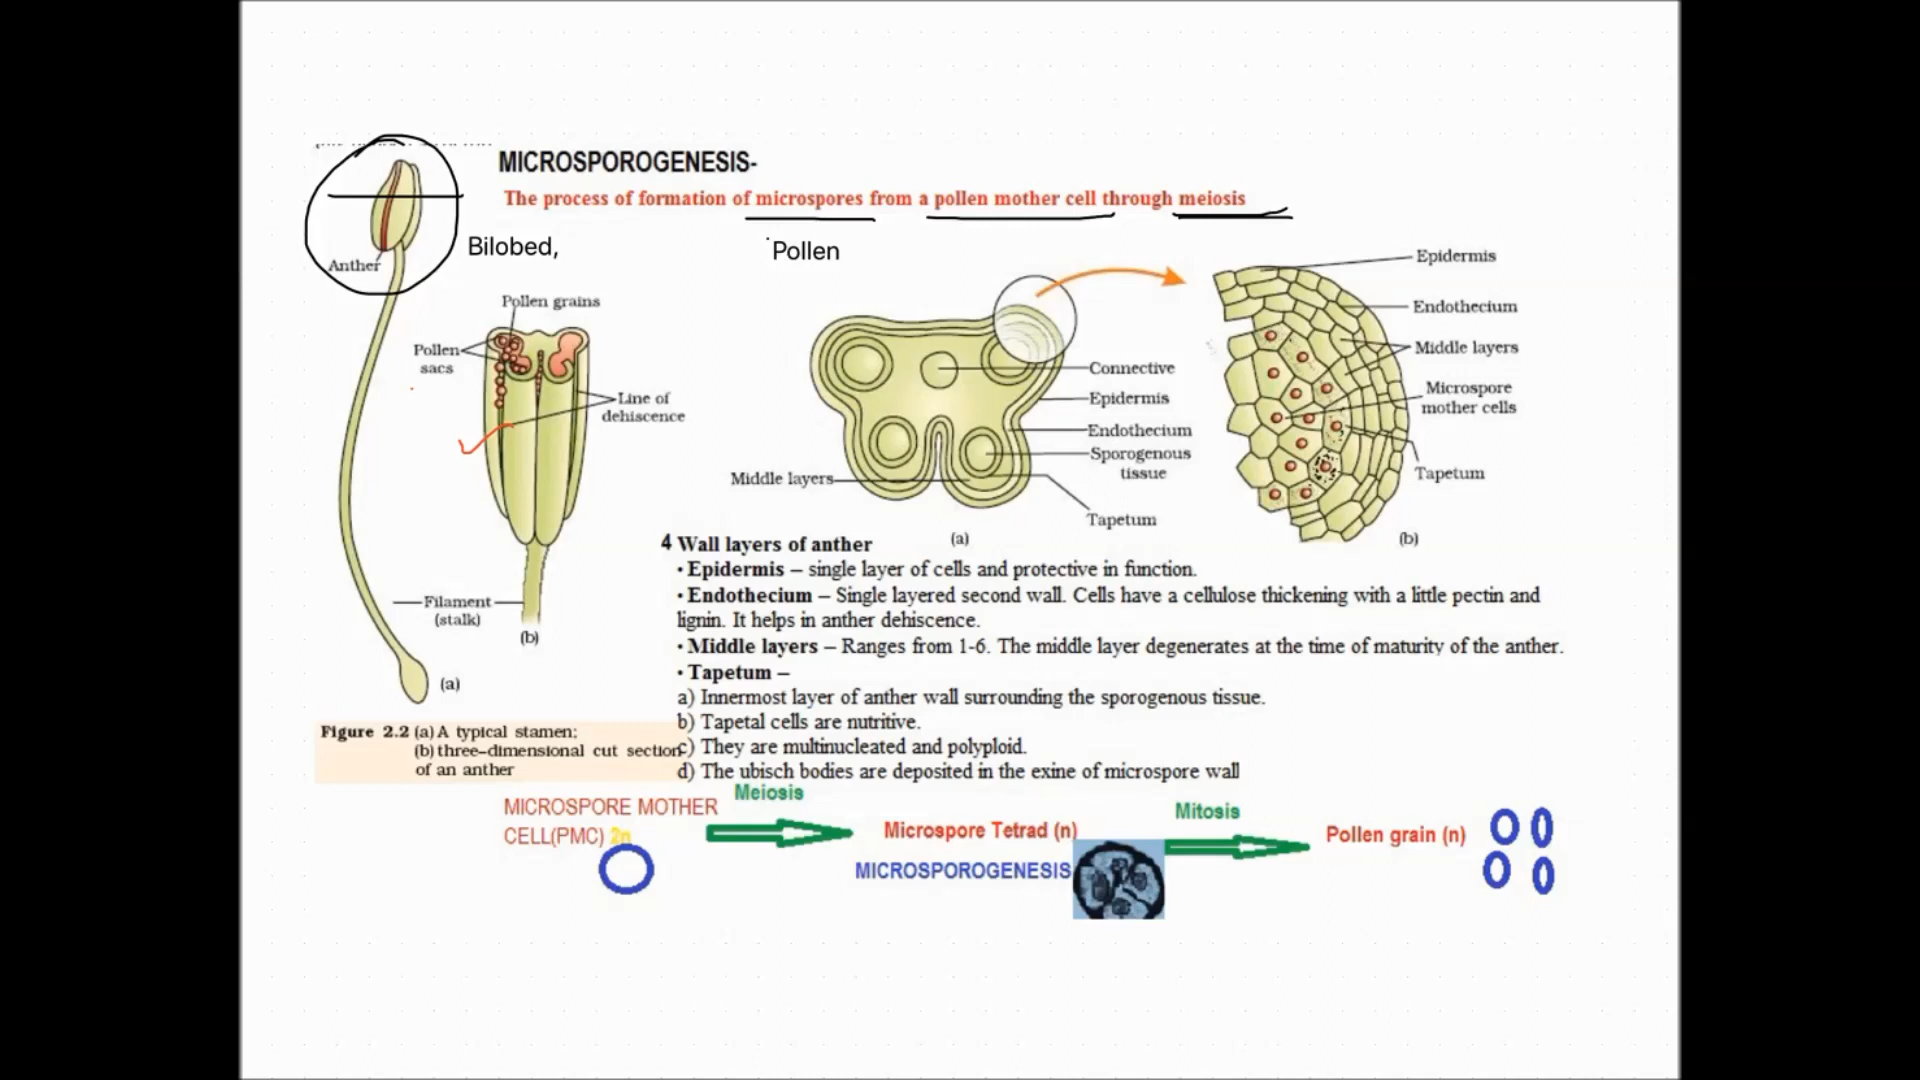 MICROSPOROGENESIS-
The process of formation of microspores from a pollen mother cell through meiosis
Bilobed,
Pollen
Anther
Pollen grains
Pollen
sacs
Line of
dehiscence
Filament
(stalk)
(b)
(a)
Figure 2.2 (a) A typical stamen;
(b) three-dimensional cut section
of an anther
Connective
Epidermis
Endothecium
Sporogenous
tissue
Middle layers
Tapetum
(a)
Epidermis
Endothecium
Middle layers
Microspore
mother cells
Tapetum
(b)
4 Wall layers of anther
• Epidermis – single layer of cells and protective in function.
• Endothecium – Single layered second wall. Cells have a cellulose thickening with a little pectin and
lignin. It helps in anther dehiscence.
• Middle layers – Ranges from 1-6. The middle layer degenerates at the time of maturity of the anther.
• Tapetum –
a) Innermost layer of anther wall surrounding the sporogenous tissue.
b) Tapetal cells are nutritive.
c) They are multinucleated and polyploid.
d) The ubisch bodies are deposited in the exine of microspore wall
MICROSPORE MOTHER
CELL(PMC) 2n
Meiosis
Microspore Tetrad (n)
MICROSPOROGENESIS
Mitosis
Pollen grain (n)